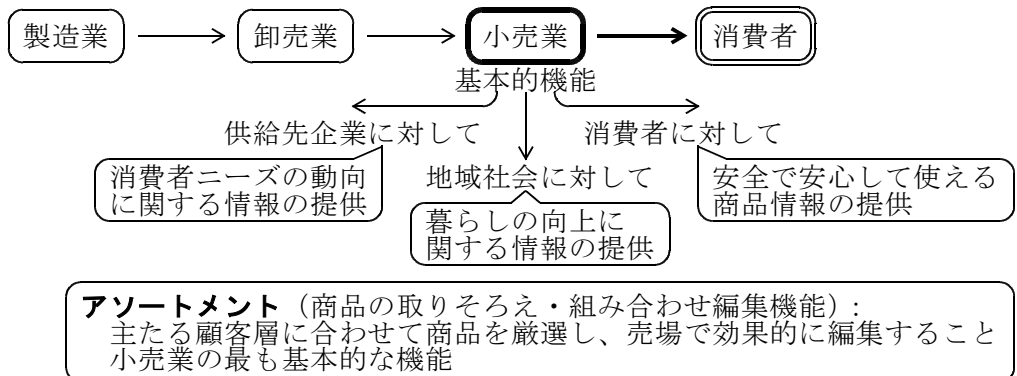 製造業
卸売業
小売業
消費者
基本的機能
供給先企業に対して
消費者に対して
消費者ニーズの動向
に関する情報の提供
地域社会に対して
安全で安心して使える
商品情報の提供
暮らしの向上に
関する情報の提供
アソートメント（商品の取りそろえ・組み合わせ編集機能）:
主たる顧客層に合わせて商品を厳選し、売場で効果的に編集すること
小売業の最も基本的な機能